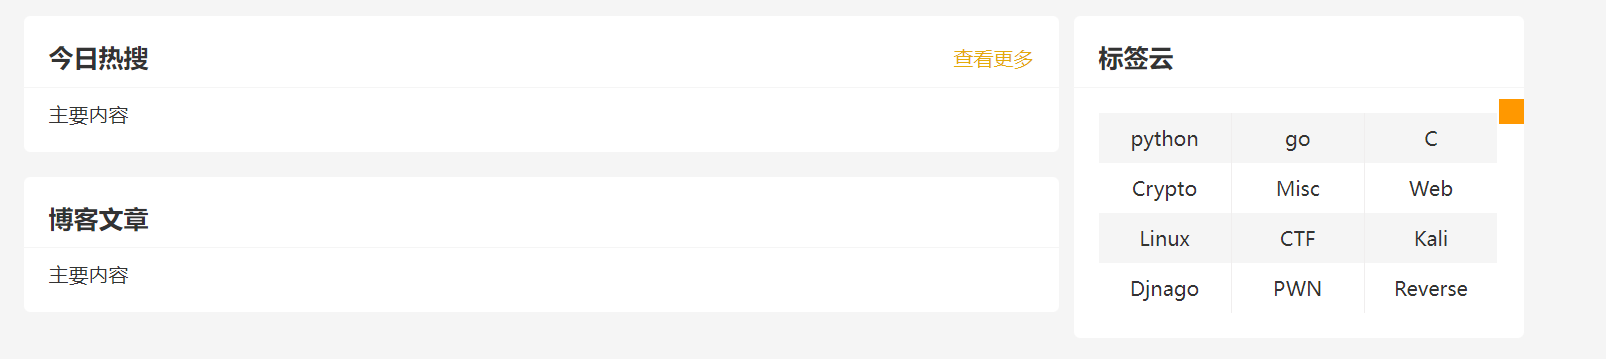 今日热搜 查看更多
主要内容
博客文章
主要内容
标签云
python go C
Crypto Misc Web
Linux CTF Kali
Djnago PWN Reverse